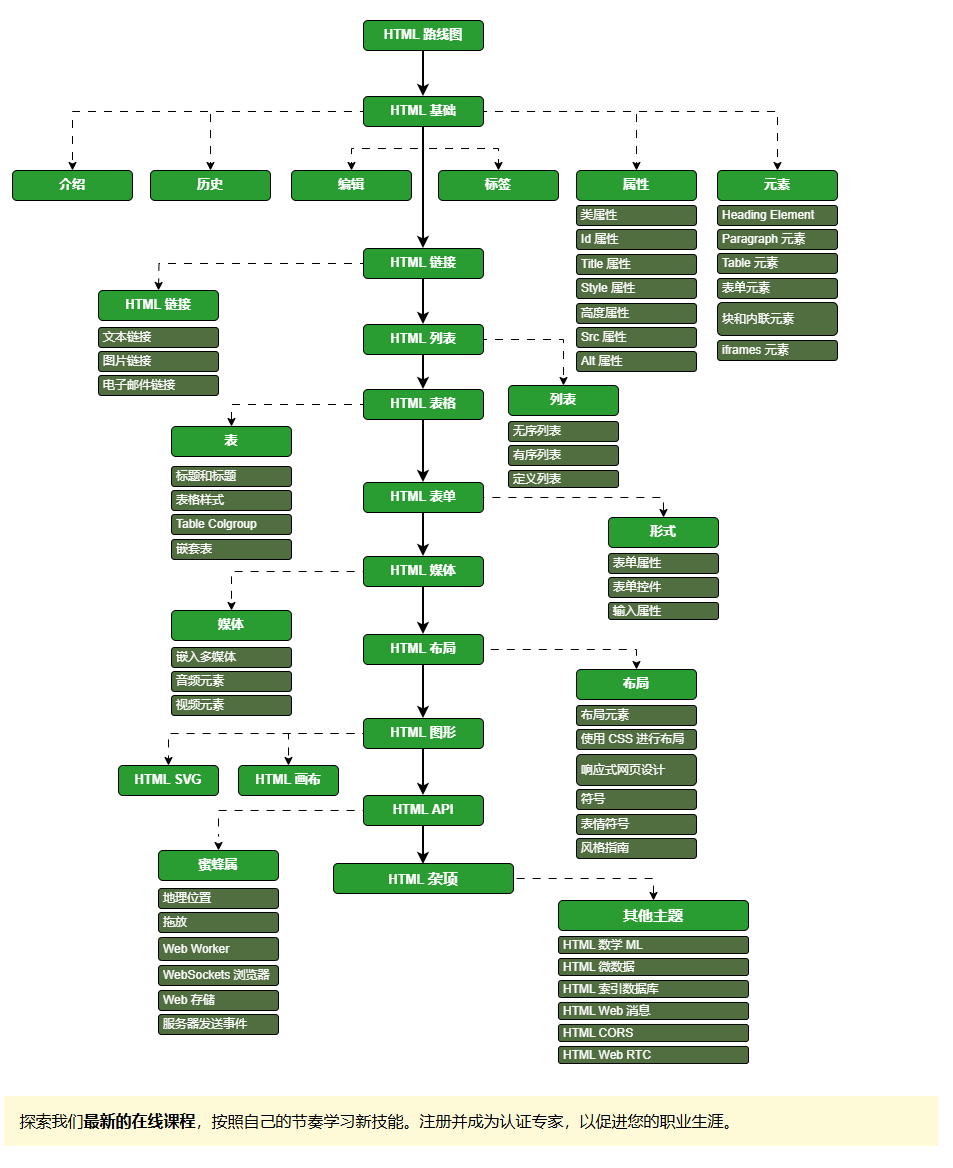 HTML 路线图
HTML 基础
介绍
历史
编辑
标签
属性
类属性
Id 属性
Title 属性
Style 属性
高度属性
Src 属性
Alt 属性
元素
Heading Element
Paragraph 元素
Table 元素
表单元素
块和内联元素
iframes 元素
HTML 链接
HTML 链接
文本链接
图片链接
电子邮件链接
HTML 列表
列表
无序列表
有序列表
定义列表
HTML 表格
表
标题和标题
表格样式
Table Colgroup
嵌套表
HTML 表单
形式
表单属性
表单控件
输入属性
HTML 媒体
媒体
嵌入多媒体
音频元素
视频元素
HTML 布局
布局
布局元素
使用 CSS 进行布局
响应式网页设计
符号
表情符号
风格指南
HTML 图形
HTML SVG
HTML 画布
HTML API
蜜蜂属
地理位置
拖放
Web Worker
WebSockets 浏览器
Web 存储
服务器发送事件
HTML 杂项
其他主题
HTML 数学 ML
HTML 微数据
HTML 索引数据库
HTML Web 消息
HTML CORS
HTML Web RTC
探索我们最新的在线课程，按照自己的节奏学习新技能。注册并成为认证专家，以促进您的职业生涯。